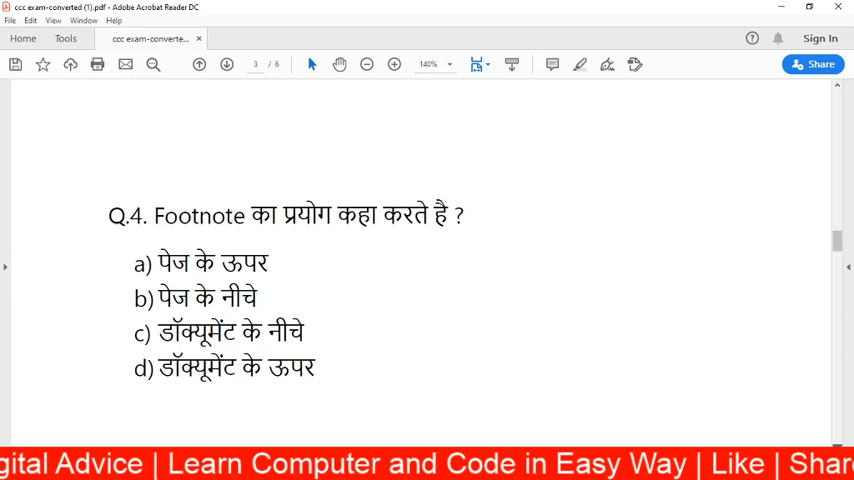 ccc exam-converted (1).pdf - Adobe Acrobat Reader DC
File Edit View Window Help
Home Tools ccc exam-converte... × Sign In
3 / 6 140% Share
Q.4. Footnote का प्रयोग कहा करते है ?
a) पेज के ऊपर
b) पेज के नीचे
c) डॉक्यूमेंट के नीचे
d) डॉक्यूमेंट के ऊपर
gital Advice | Learn Computer and Code in Easy Way | Like | Shar